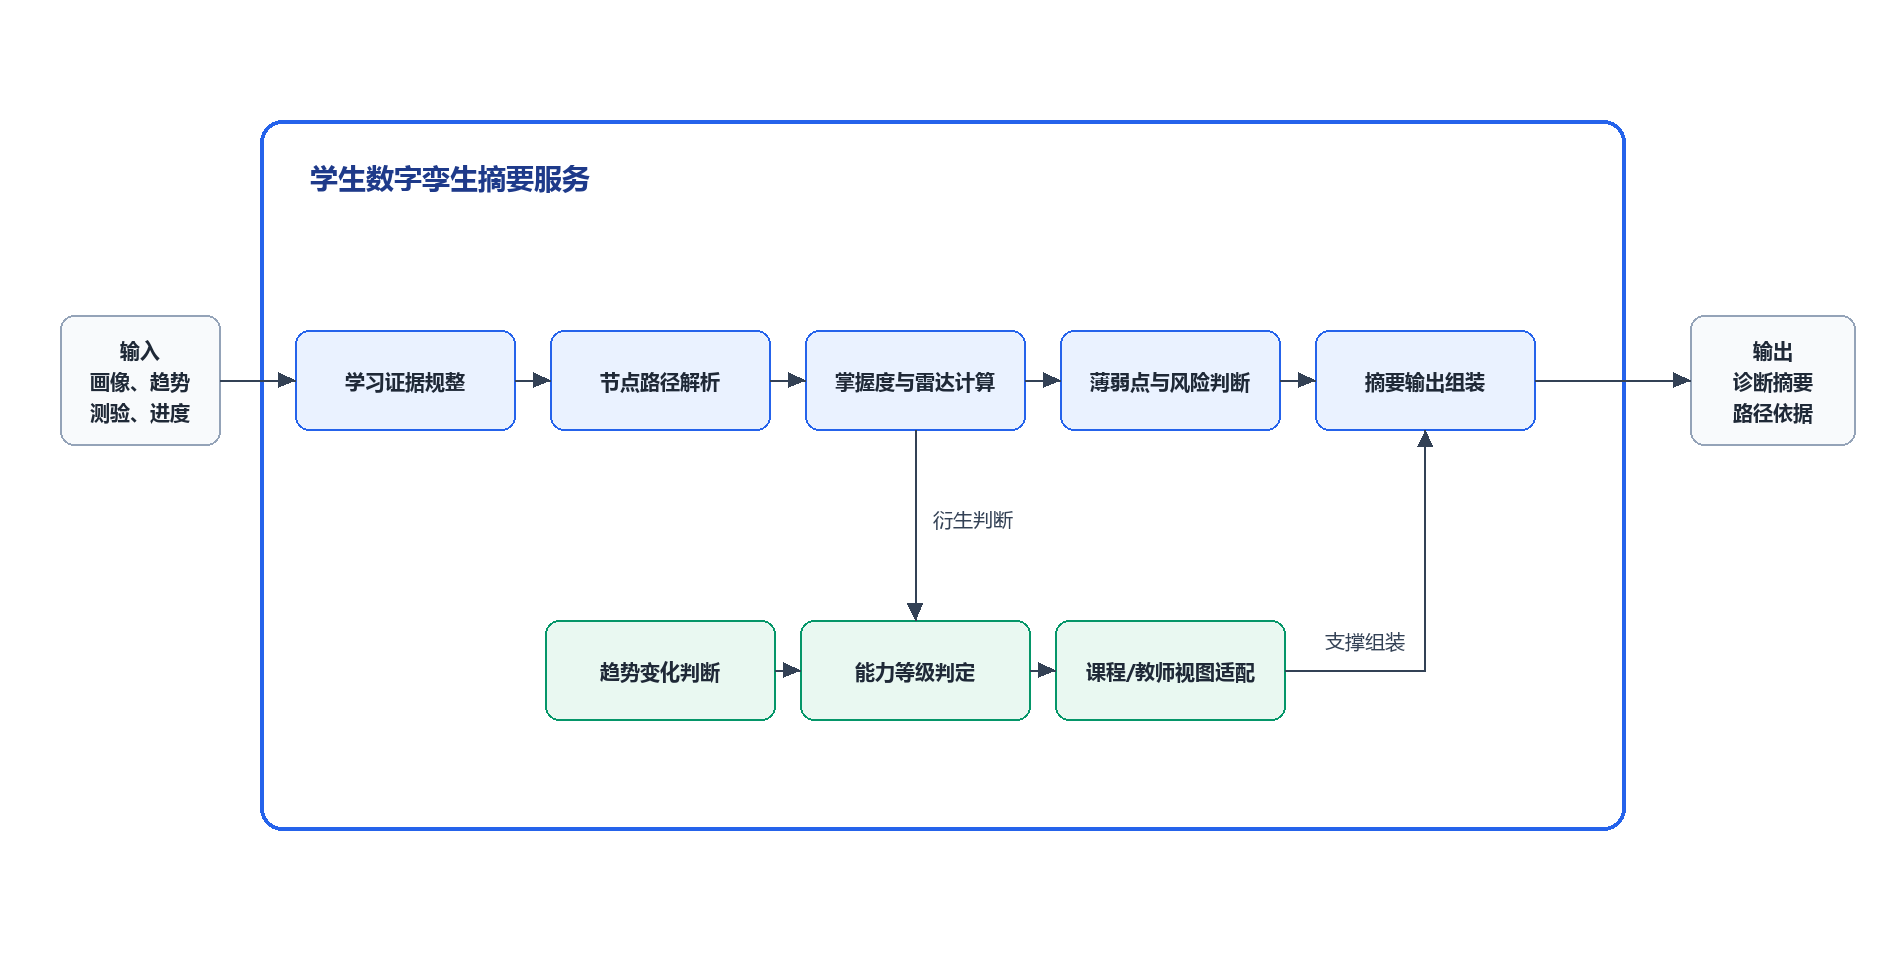 学生数字孪生摘要服务
输入
画像、趋势
测验、进度
学习证据规整
节点路径解析
掌握度与雷达计算
薄弱点与风险判断
摘要输出组装
输出
诊断摘要
路径依据
衍生判断
支撑组装
趋势变化判断
能力等级判定
课程/教师视图适配